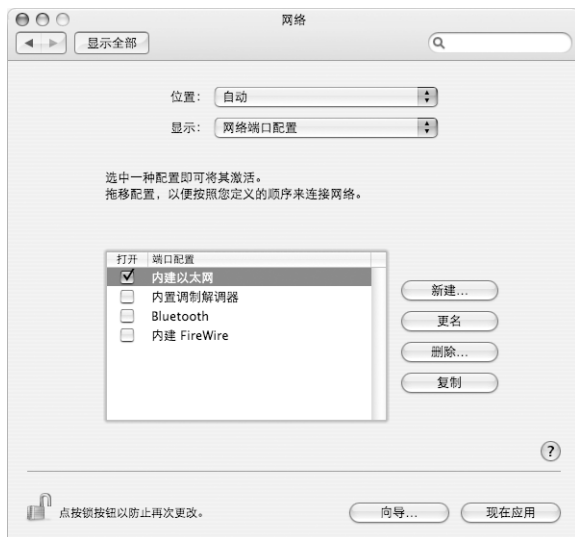 网络
显示全部
位置： 自动
显示： 网络端口配置
选中一种配置即可将其激活。
拖移配置，以便按照您定义的顺序来连接网络。
打开 端口配置
内建以太网
内置调制解调器
Bluetooth
内建 FireWire
新建...
更名
删除...
复制
?
点按锁按钮以防止再次更改。
向导...
现在应用